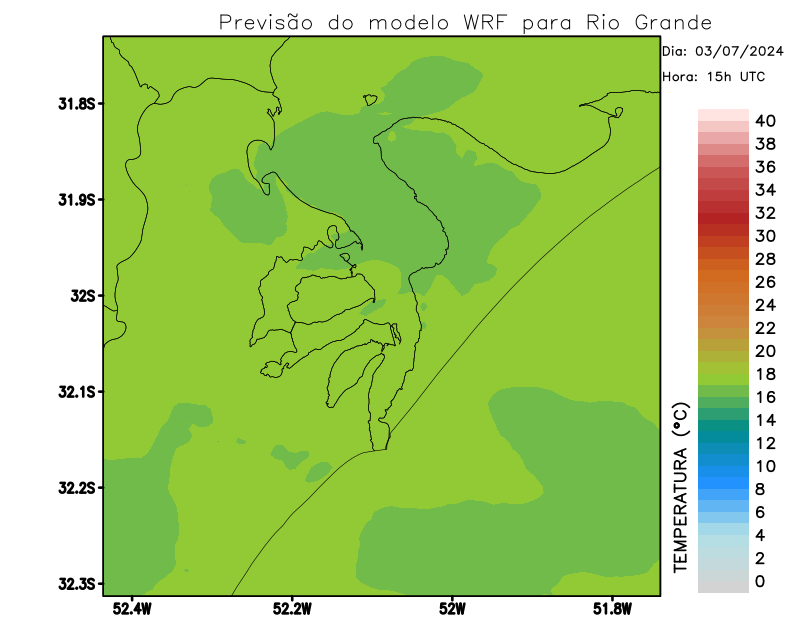 Previsão do modelo WRF para Rio Grande
Dia: 03/07/2024
Hora: 15h UTC
31.8S
31.9S
32S
32.1S
32.2S
32.3S
52.4W
52.2W
52W
51.8W
TEMPERATURA (°C)
40
38
36
34
32
30
28
26
24
22
20
18
16
14
12
10
8
6
4
2
0